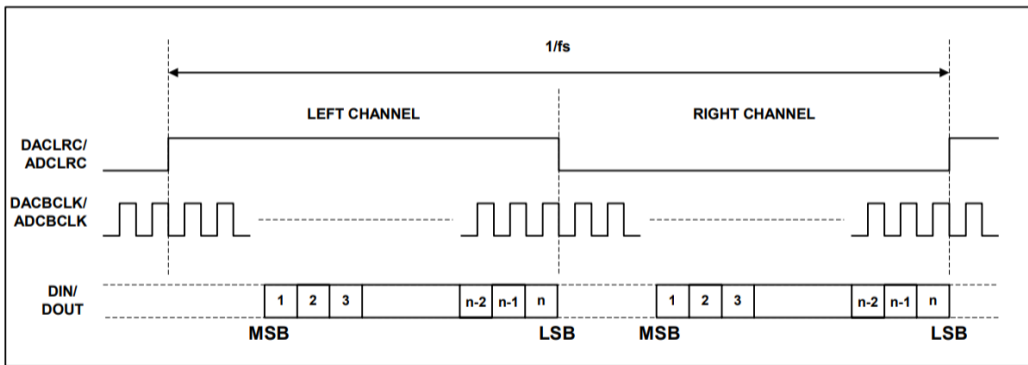 1/fs
LEFT CHANNEL RIGHT CHANNEL
DACLRC/
ADCLRC
DACBCLK/
ADCBCLK
DIN/
DOUT
1 2 3 n-2 n-1 n 1 2 3 n-2 n-1 n
MSB LSB MSB LSB